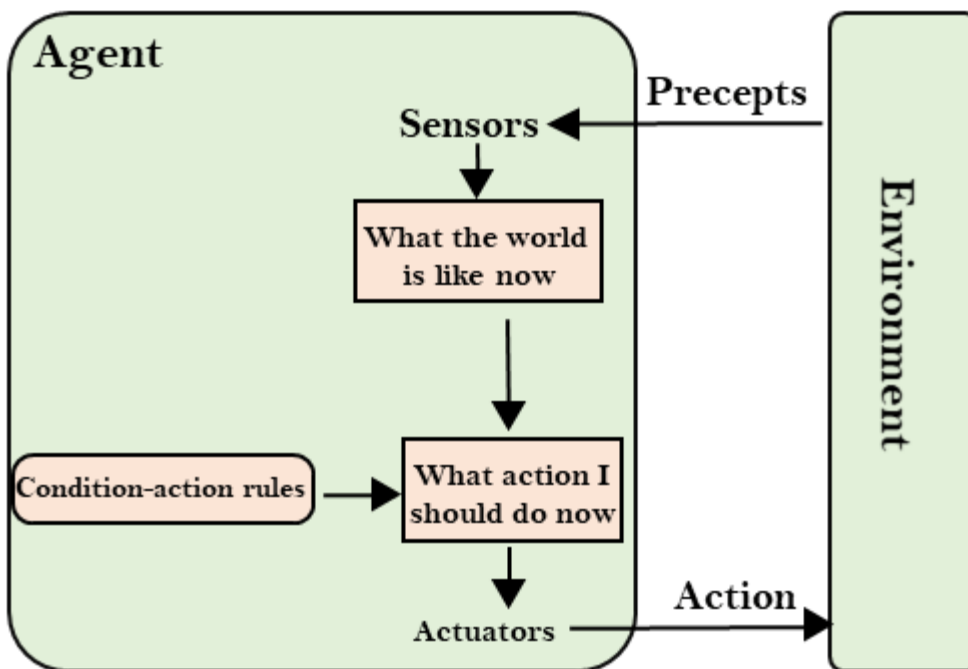 Agent
Precepts
Sensors
What the world
is like now
Environment
Condition-action rules
What action I
should do now
Action
Actuators